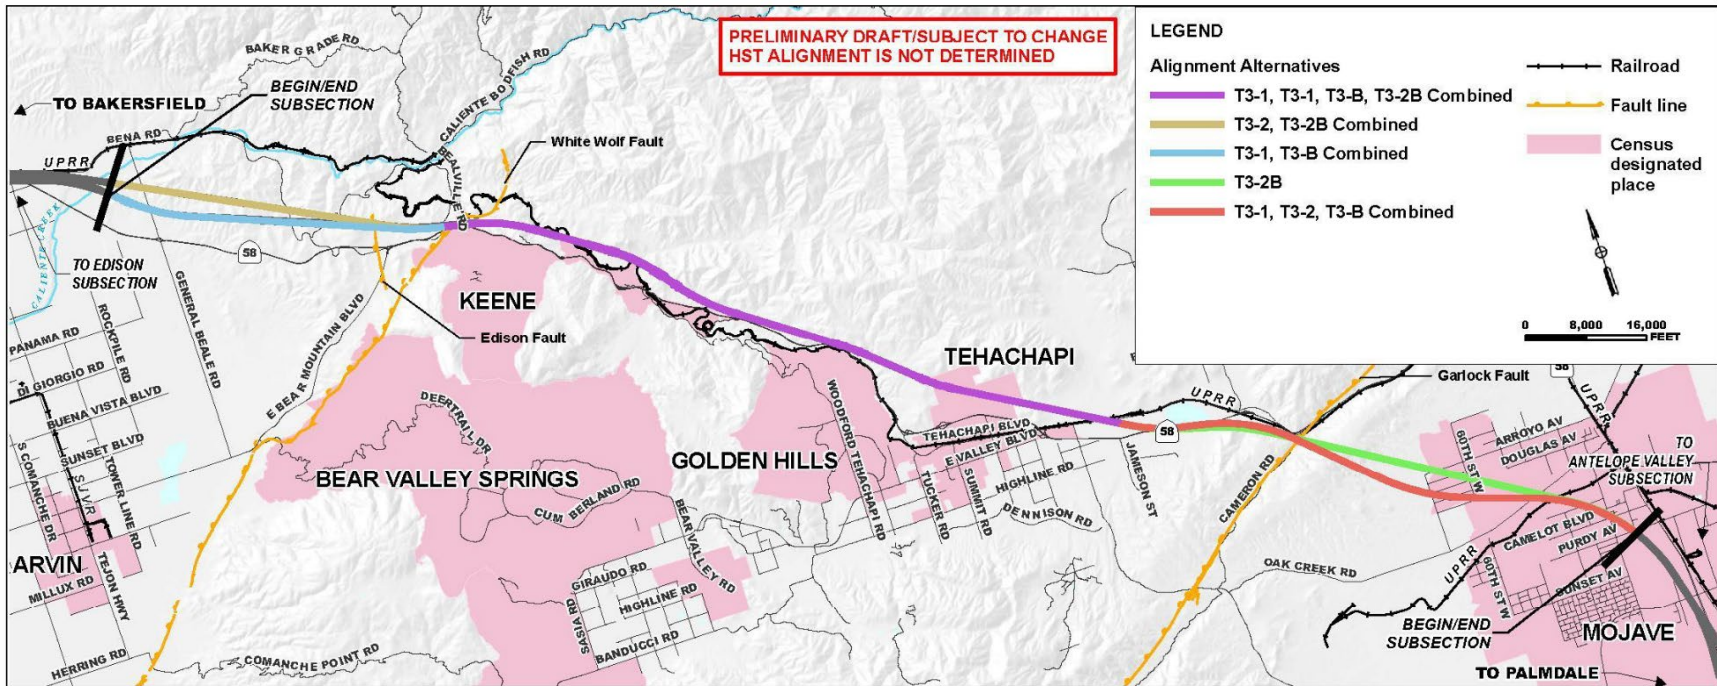 PRELIMINARY DRAFT/SUBJECT TO CHANGE
HST ALIGNMENT IS NOT DETERMINED
LEGEND
Alignment Alternatives
T3-1, T3-1, T3-B, T3-2B Combined
T3-2, T3-2B Combined
T3-1, T3-B Combined
T3-2B
T3-1, T3-2, T3-B Combined
Railroad
Fault line
Census
designated
place
0 8,000 16,000
FEET
BAKER GRADE RD
CALIENTE BODFISH RD
TO BAKERSFIELD
BEGIN/END
SUBSECTION
BENA RD
UPRR
White Wolf Fault
BEALVILLE RD
CALIENTE CREEK
58
TO EDISON
SUBSECTION
GENERAL BEALE RD
ROCKPILE RD
E BEAR MOUNTAIN BLVD
KEENE
Edison Fault
PANAMA RD
DI GIORGIO RD
BUENA VISTA BLVD
SUNSET BLVD
S COMANCHE DR
SJVR
TOWER LINE RD
ARVIN
MILLUX RD
TEJON HWY
HERRING RD
COMANCHE POINT RD
DEERTRAIL DR
BEAR VALLEY SPRINGS
CUMBERLAND RD
BEAR VALLEY RD
GIRAUDO RD
HIGHLINE RD
SASIA RD
BANDUCCI RD
GOLDEN HILLS
WOODFORD TEHACHAPI RD
TEHACHAPI
TEHACHAPI BLVD
E VALLEY BLVD
TUCKER RD
SUMMIT RD
HIGHLINE RD
DENNISON RD
JAMESON ST
UPRR
58
Garlock Fault
CAMERON RD
OAK CREEK RD
58
UPRR
60TH ST W
ARROYO AV
DOUGLAS AV
TO
ANTELOPE VALLEY
SUBSECTION
CAMELOT BLVD
PURDY AV
UPRR
60TH ST W
SUNSET AV
BEGIN/END
SUBSECTION
MOJAVE
TO PALMDALE